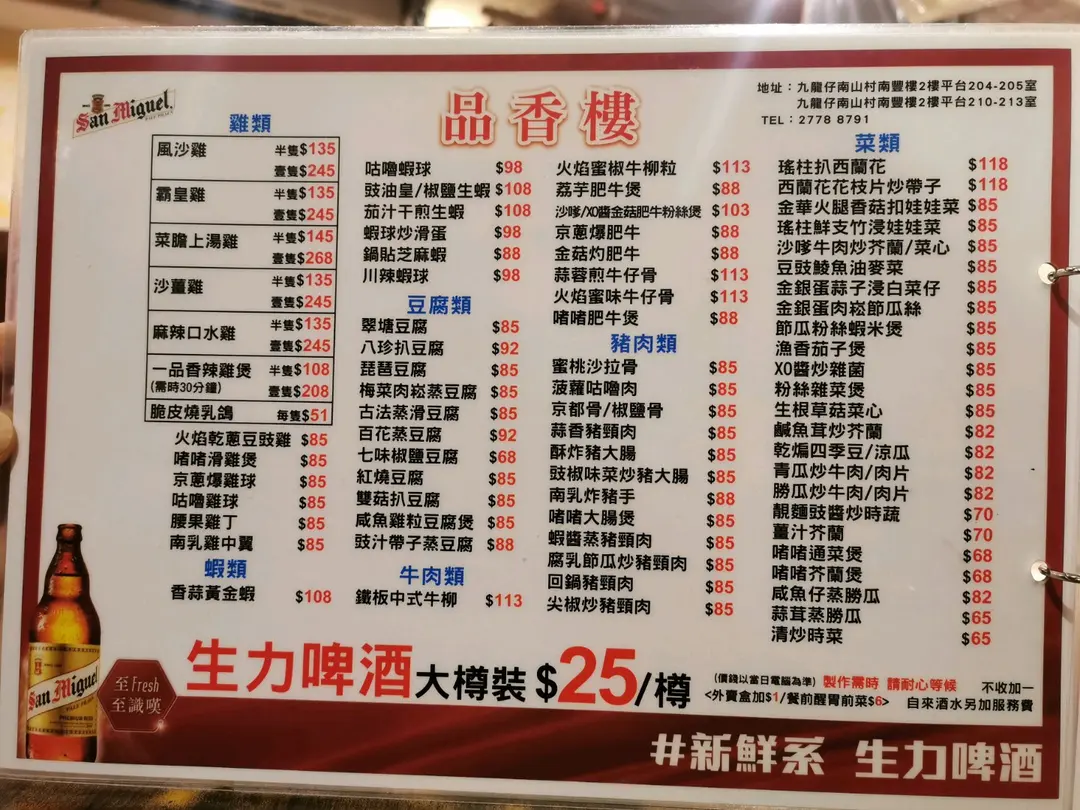 San Miguel
PALE PILSEN
品香樓
地址：九龍仔南山村南豐樓2樓平台204-205室
九龍仔南山村南豐樓2樓平台210-213室
TEL：2778 8791
雞類
風沙雞 半隻$135
壹隻$245
霸皇雞 半隻$135
壹隻$245
菜膽上湯雞 半隻$145
壹隻$268
沙薑雞 半隻$135
壹隻$245
麻辣口水雞 半隻$135
壹隻$245
一品香辣雞煲 半隻$108
(需時30分鐘) 壹隻$208
脆皮燒乳鴿 每隻$51
火焰乾蔥豆豉雞 $85
啫啫滑雞煲 $85
京蔥爆雞球 $85
咕嚕雞球 $85
腰果雞丁 $85
南乳雞中翼 $85
蝦類
香蒜黃金蝦 $108
咕嚕蝦球 $98
豉油皇/椒鹽生蝦 $108
茄汁干煎生蝦 $108
蝦球炒滑蛋 $98
鍋貼芝麻蝦 $88
川辣蝦球 $98
豆腐類
翠塘豆腐 $85
八珍扒豆腐 $92
琵琶豆腐 $85
梅菜肉崧蒸豆腐 $85
古法蒸滑豆腐 $85
百花蒸豆腐 $92
七味椒鹽豆腐 $68
紅燒豆腐 $85
雙菇扒豆腐 $85
咸魚雞粒豆腐煲 $85
豉汁帶子蒸豆腐 $88
牛肉類
鐵板中式牛柳 $113
火焰蜜椒牛柳粒 $113
荔芋肥牛煲 $88
沙嗲/XO醬金菇肥牛粉絲煲 $103
京蔥爆肥牛 $88
金菇灼肥牛 $88
蒜蓉煎牛仔骨 $113
火焰蜜味牛仔骨 $113
啫啫肥牛煲 $88
豬肉類
蜜桃沙拉骨 $85
菠蘿咕嚕肉 $85
京都骨/椒鹽骨 $85
蒜香豬頸肉 $85
酥炸豬大腸 $85
豉椒味菜炒豬大腸 $85
南乳炸豬手 $88
啫啫大腸煲 $85
蝦醬蒸豬頸肉 $85
腐乳節瓜炒豬頸肉 $85
回鍋豬頸肉 $85
尖椒炒豬頸肉 $85
菜類
瑤柱扒西蘭花 $118
西蘭花花枝片炒帶子 $118
金華火腿香菇扣娃娃菜 $85
瑤柱鮮支竹浸娃娃菜 $85
沙嗲牛肉炒芥蘭/菜心 $85
豆豉鯪魚油麥菜 $85
金銀蛋蒜子浸白菜仔 $85
金銀蛋肉崧節瓜絲 $85
節瓜粉絲蝦米煲 $85
漁香茄子煲 $85
XO醬炒雜菌 $85
粉絲雜菜煲 $85
生根草菇菜心 $85
鹹魚茸炒芥蘭 $82
乾煸四季豆/涼瓜 $82
青瓜炒牛肉/肉片 $82
勝瓜炒牛肉/肉片 $82
靚麵豉醬炒時蔬 $70
薑汁芥蘭 $70
啫啫通菜煲 $68
啫啫芥蘭煲 $68
咸魚仔蒸勝瓜 $82
蒜茸蒸勝瓜 $65
清炒時菜 $65
San Miguel
PALE PILSEN
至Fresh
至識嘆
生力啤酒大樽裝 $25/樽
(價錢以當日電腦為準) 製作需時 請耐心等候 不收加一
<外賣盒加$1/餐前醒胃前菜$6> 自來酒水另加服務費
#新鮮系 生力啤酒